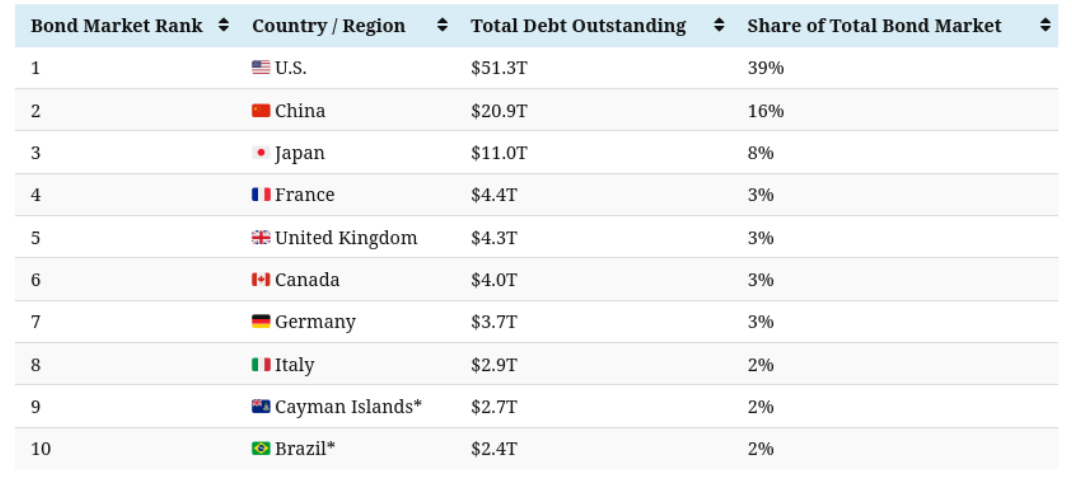 Bond Market Rank Country / Region Total Debt Outstanding Share of Total Bond Market
1 U.S. $51.3T 39%
2 China $20.9T 16%
3 Japan $11.0T 8%
4 France $4.4T 3%
5 United Kingdom $4.3T 3%
6 Canada $4.0T 3%
7 Germany $3.7T 3%
8 Italy $2.9T 2%
9 Cayman Islands* $2.7T 2%
10 Brazil* $2.4T 2%